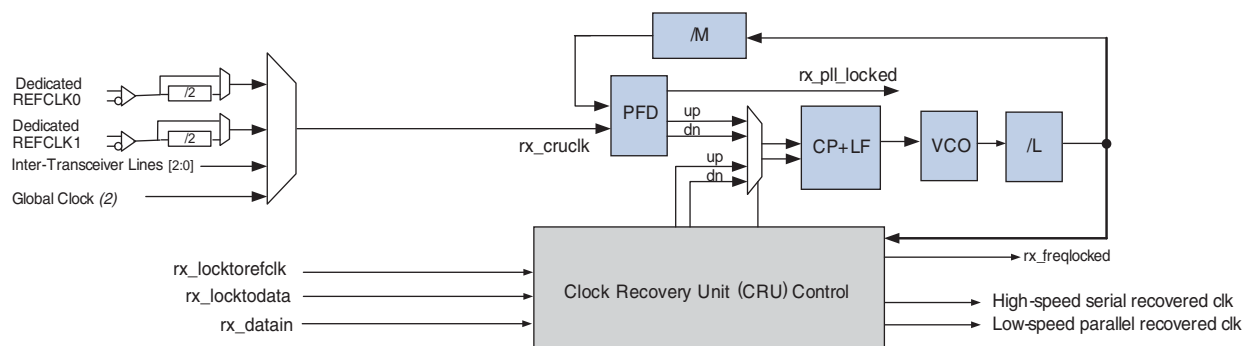 /M
Dedicated
REFCLK0
/2
Dedicated
REFCLK1
/2
Inter-Transceiver Lines [2:0]
Global Clock (2)
rx_cruclk
PFD
rx_pll_locked
up
dn
up
dn
CP+LF
VCO
/L
rx_locktorefclk
rx_locktodata
rx_datain
Clock Recovery Unit (CRU) Control
rx_freqlocked
High-speed serial recovered clk
Low-speed parallel recovered clk